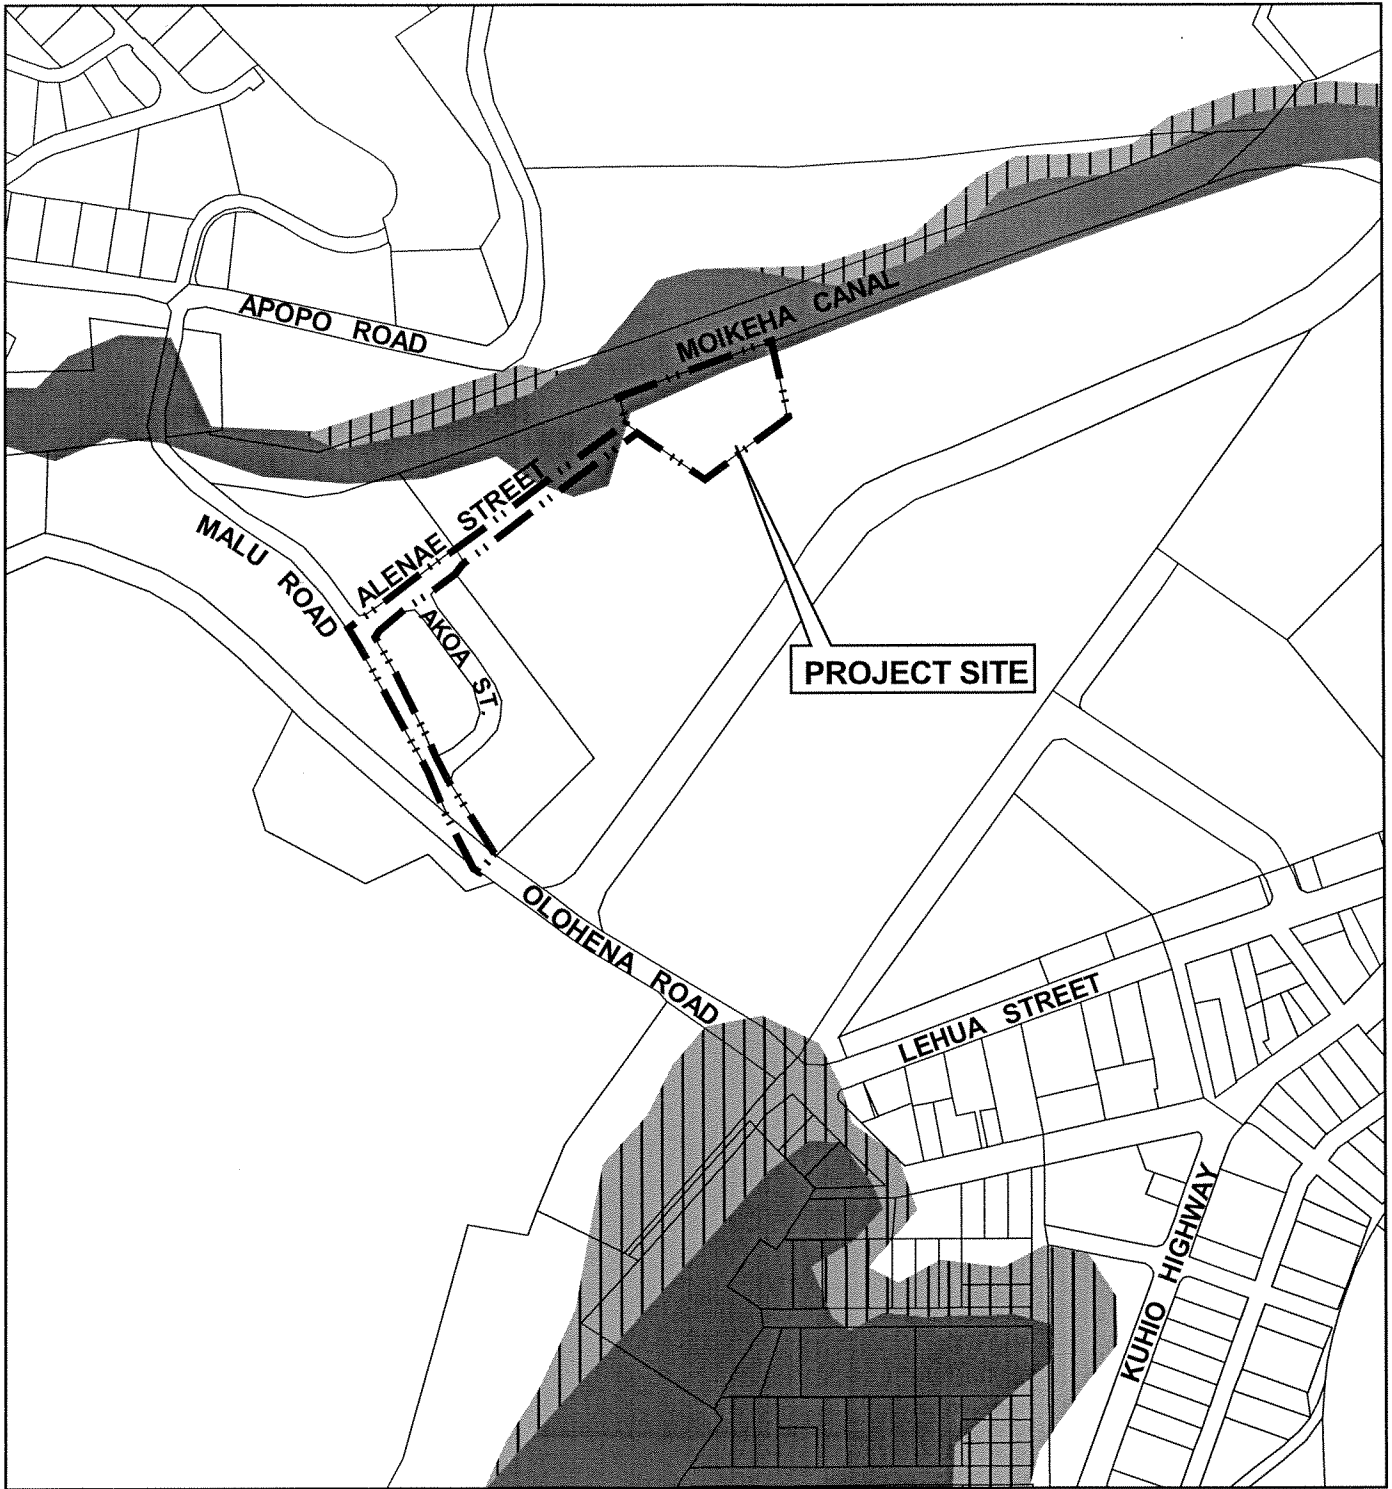 APOPO ROAD
MOIKEHA CANAL
ALENAE STREET
MALU ROAD
AKOA ST.
PROJECT SITE
OLOHENA ROAD
LEHUA STREET
KUHIO HIGHWAY